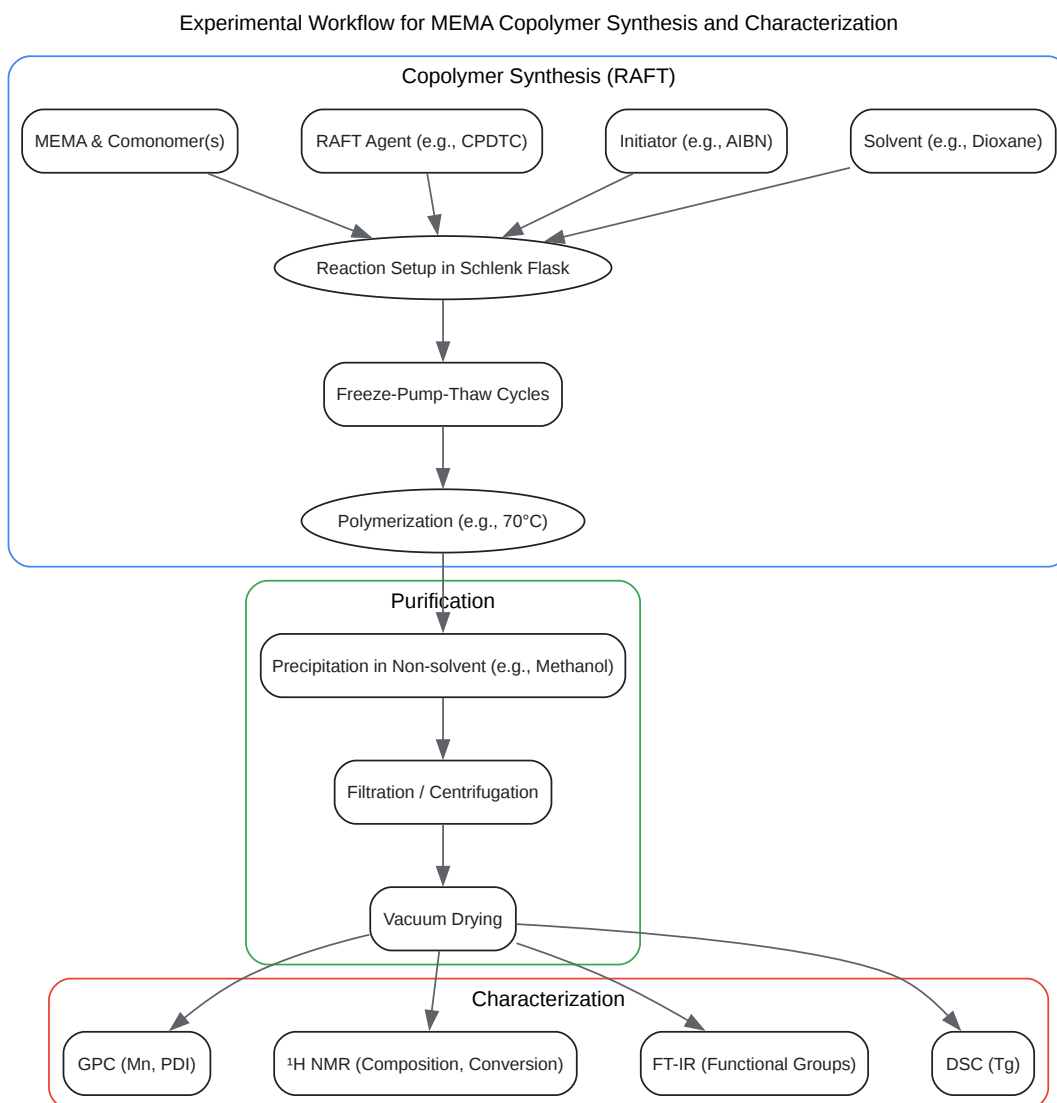 Experimental Workflow for MEMA Copolymer Synthesis and Characterization
Copolymer Synthesis (RAFT)
MEMA & Comonomer(s)
RAFT Agent (e.g., CPDTC)
Initiator (e.g., AIBN)
Solvent (e.g., Dioxane)
Reaction Setup in Schlenk Flask
Freeze-Pump-Thaw Cycles
Polymerization (e.g., 70°C)
Purification
Precipitation in Non-solvent (e.g., Methanol)
Filtration / Centrifugation
Vacuum Drying
Characterization
GPC (Mn, PDI)
¹H NMR (Composition, Conversion)
FT-IR (Functional Groups)
DSC (Tg)